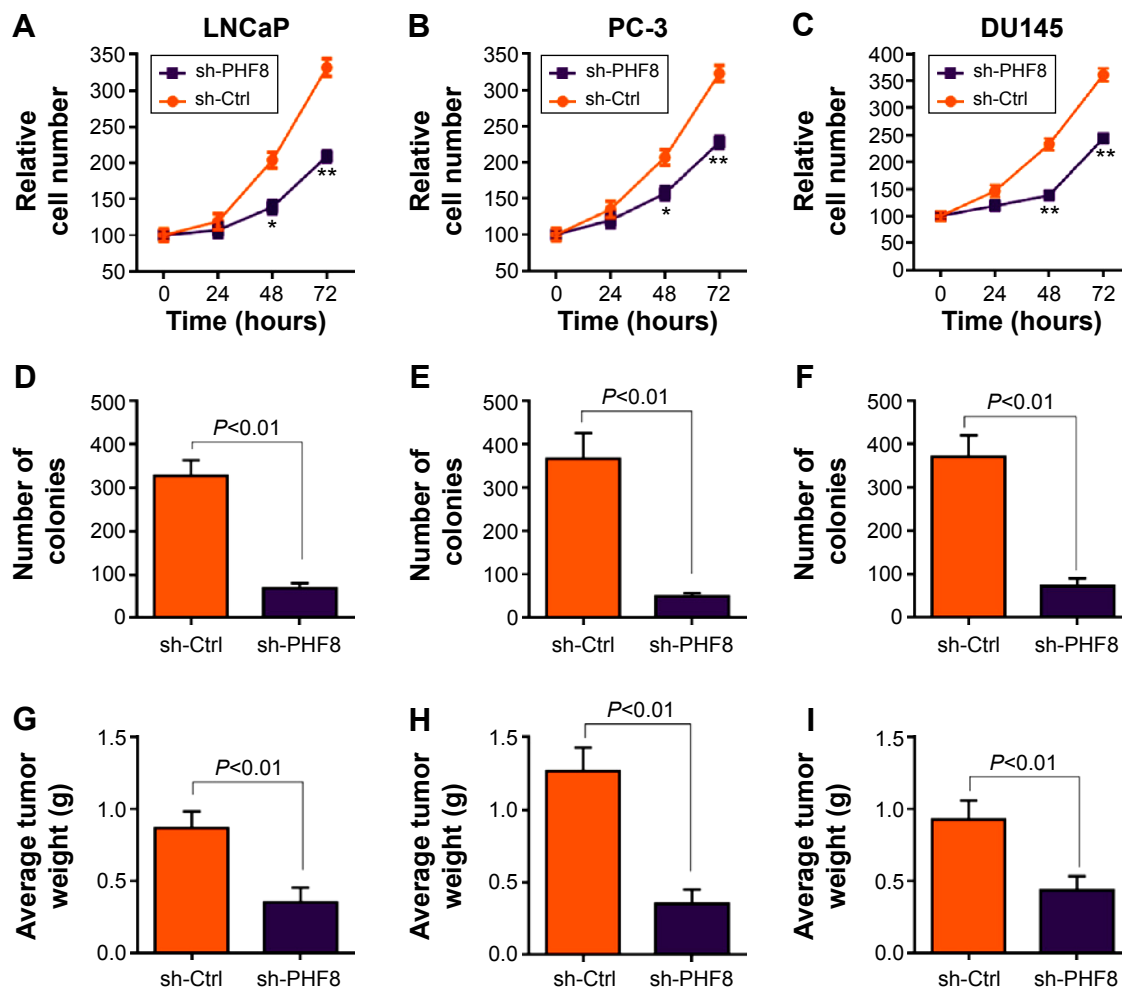 A
LNCaP
350
300
250
200
150
100
50
sh-PHF8
sh-Ctrl
Relative
cell number
*
**
0 24 48 72
Time (hours)
B
PC-3
350
300
250
200
150
100
50
sh-PHF8
sh-Ctrl
Relative
cell number
*
**
0 24 48 72
Time (hours)
C
DU145
400
350
300
250
200
150
100
50
0
sh-PHF8
sh-Ctrl
Relative
cell number
**
**
0 24 48 72
Time (hours)
D
500
400
300
200
100
0
Number of
colonies
P<0.01
sh-Ctrl sh-PHF8
E
500
400
300
200
100
0
Number of
colonies
P<0.01
sh-Ctrl sh-PHF8
F
500
400
300
200
100
0
Number of
colonies
P<0.01
sh-Ctrl sh-PHF8
G
1.5
1.0
0.5
0.0
Average tumor
weight (g)
P<0.01
sh-Ctrl sh-PHF8
H
1.5
1.0
0.5
0.0
Average tumor
weight (g)
P<0.01
sh-Ctrl sh-PHF8
I
1.5
1.0
0.5
0.0
Average tumor
weight (g)
P<0.01
sh-Ctrl sh-PHF8